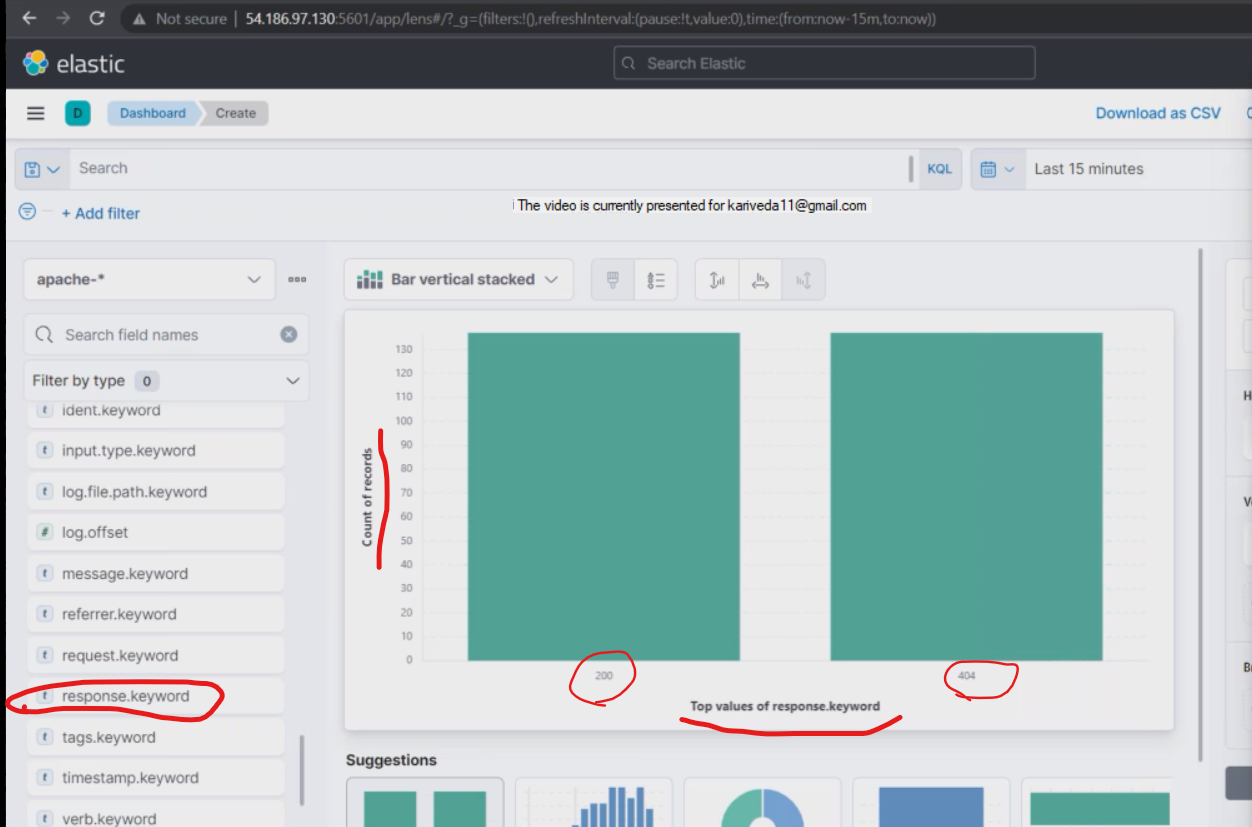 Not secure | 54.186.97.130:5601/app/lens#/?_g=(filters:!(),refreshInterval:(pause:!t,value:0),time:(from:now-15m,to:now))
elastic
Search Elastic
D
Dashboard
Create
Download as CSV
Search
KQL
Last 15 minutes
+ Add filter
The video is currently presented for kariveda11@gmail.com
apache-*
Bar vertical stacked
Search field names
Filter by type 0
t ident.keyword
t input.type.keyword
t log.file.path.keyword
# log.offset
t message.keyword
t referrer.keyword
t request.keyword
t response.keyword
t tags.keyword
t timestamp.keyword
t verb.keyword
Count of records
130
120
110
100
90
80
70
60
50
40
30
20
10
0
200
404
Top values of response.keyword
Suggestions